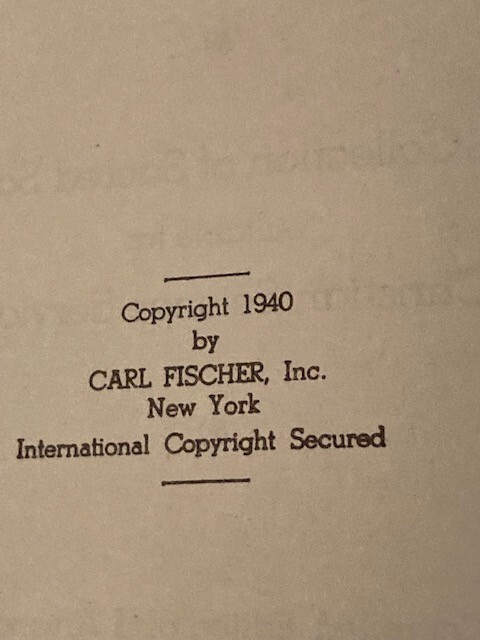 Copyright 1940
by
CARL FISCHER, Inc.
New York
International Copyright Secured